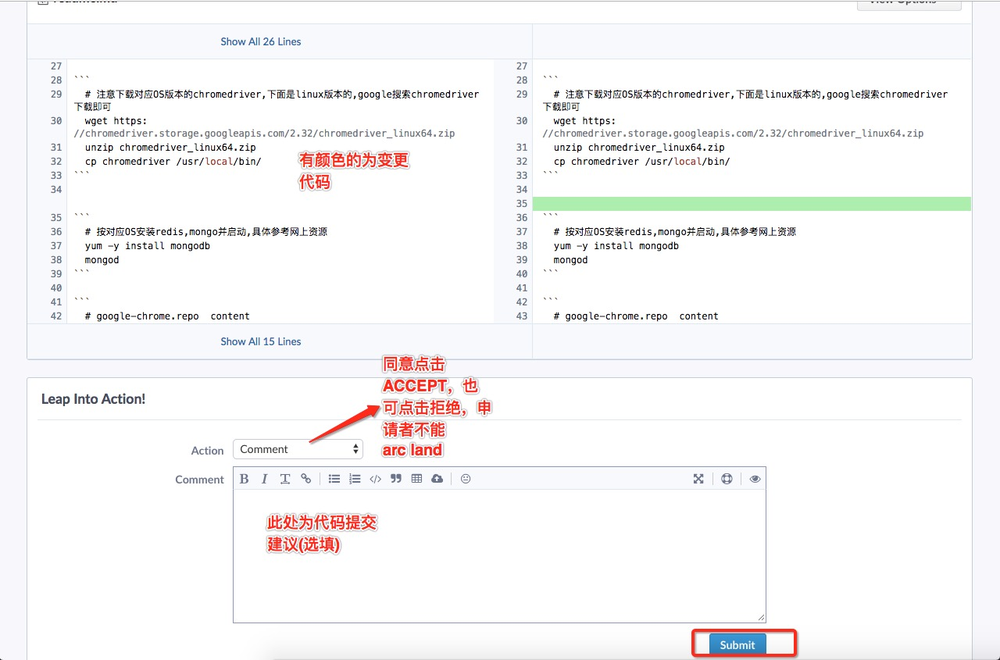 View Options
Show All 26 Lines
27
28 ```
29 # 注意下载对应OS版本的chromedriver,下面是linux版本的,google搜索chromedriver
下载即可
30 wget https:
//chromedriver.storage.googleapis.com/2.32/chromedriver_linux64.zip
31 unzip chromedriver_linux64.zip
32 cp chromedriver /usr/local/bin/
33 ```
34
35 ```
36 # 按对应OS安装redis,mongo并启动,具体参考网上资源
37 yum -y install mongodb
38 mongod
39 ```
40
41 ```
42 # google-chrome.repo  content
有颜色的为变更
代码
27
28 ```
29 # 注意下载对应OS版本的chromedriver,下面是linux版本的,google搜索chromedriver
下载即可
30 wget https:
//chromedriver.storage.googleapis.com/2.32/chromedriver_linux64.zip
31 unzip chromedriver_linux64.zip
32 cp chromedriver /usr/local/bin/
33 ```
34
35
36 ```
37 # 按对应OS安装redis,mongo并启动,具体参考网上资源
38 yum -y install mongodb
39 mongod
40 ```
41
42 ```
43 # google-chrome.repo  content
Show All 15 Lines
同意点击
ACCEPT，也
可点击拒绝，申
请者不能
arc land
Leap Into Action!
Action Comment
Comment
B I T
此处为代码提交
建议(选填)
Submit